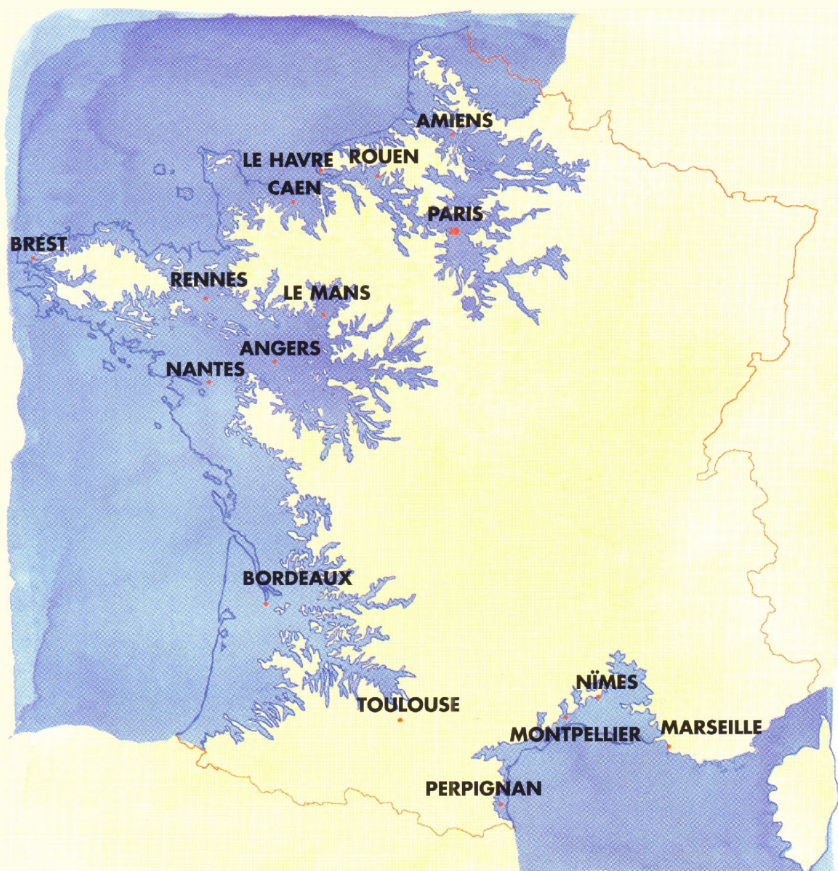 AMIENS
LE HAVRE
ROUEN
CAEN
PARIS
BREST
RENNES
LE MANS
ANGERS
NANTES
BORDEAUX
NÏMES
TOULOUSE
MONTPELLIER
MARSEILLE
PERPIGNAN